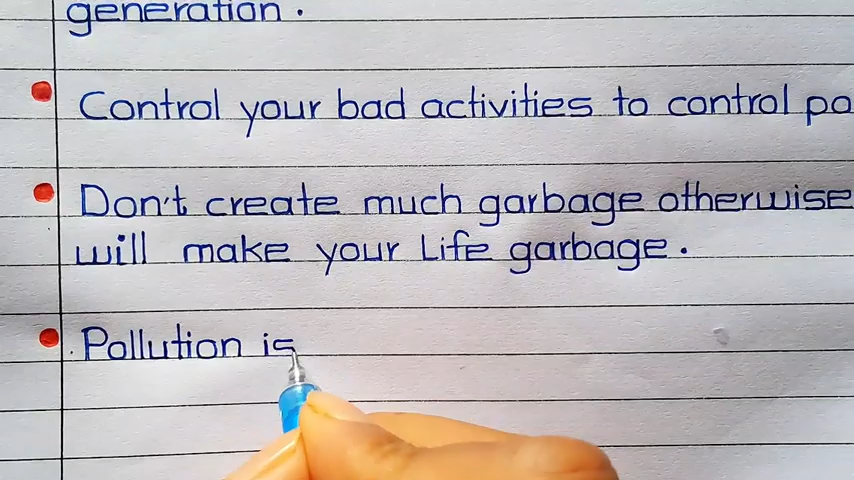 generation.
Control your bad activities to control po
Don't create much garbage otherwise
will make your Life garbage.
Pollution is